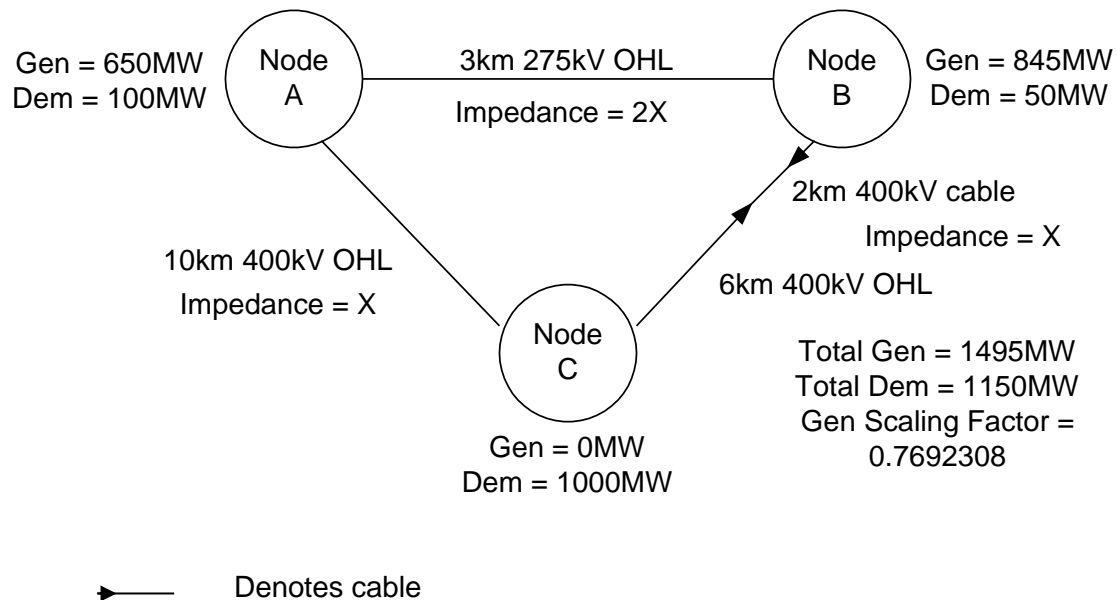 Gen = 650MW
Dem = 100MW
Node
A
3km 275kV OHL
Impedance = 2X
Node
B
Gen = 845MW
Dem = 50MW
2km 400kV cable
Impedance = X
10km 400kV OHL
Impedance = X
6km 400kV OHL
Node
C
Total Gen = 1495MW
Total Dem = 1150MW
Gen Scaling Factor =
0.7692308
Gen = 0MW
Dem = 1000MW
Denotes cable